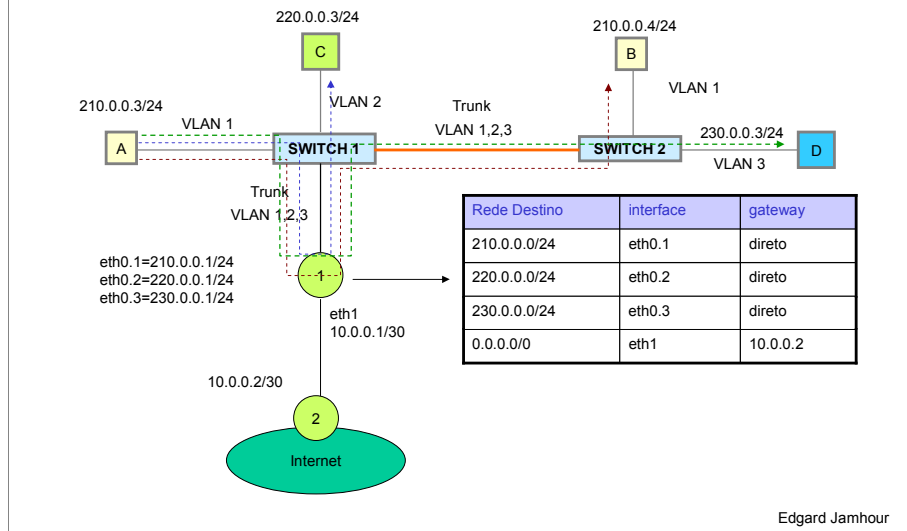 220.0.0.3/24
C
210.0.0.4/24
B
VLAN 1
VLAN 2
210.0.0.3/24
VLAN 1
A
SWITCH 1
Trunk
VLAN 1,2,3
SWITCH 2
230.0.0.3/24
VLAN 3
D
Trunk
VLAN 1,2,3
eth0.1=210.0.0.1/24
eth0.2=220.0.0.1/24
eth0.3=230.0.0.1/24
1
eth1
10.0.0.1/30
Rede Destino interface gateway
210.0.0.0/24 eth0.1 direto
220.0.0.0/24 eth0.2 direto
230.0.0.0/24 eth0.3 direto
0.0.0.0/0 eth1 10.0.0.2
10.0.0.2/30
2
Internet
Edgard Jamhour